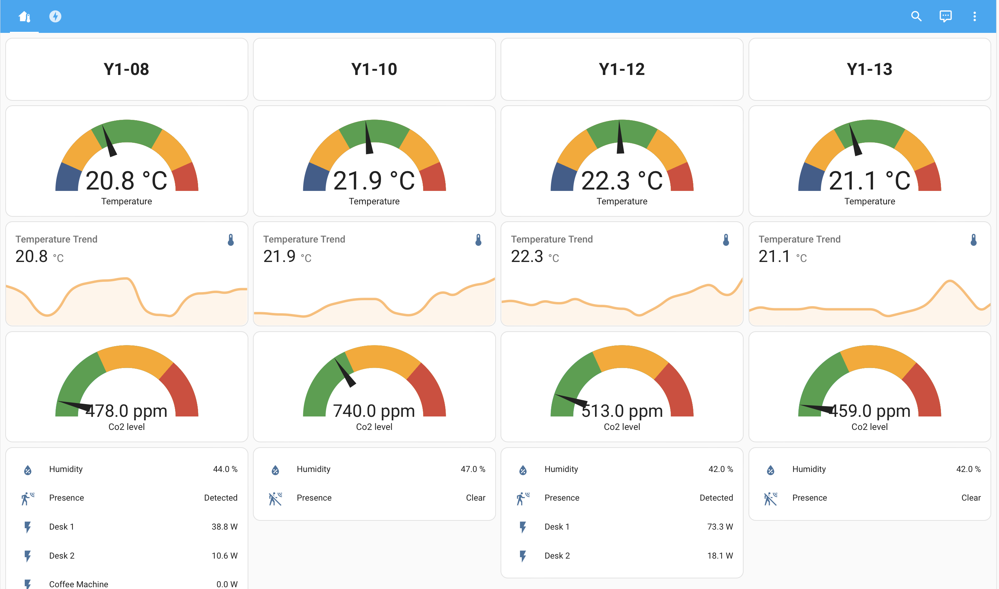 Y1-08
Y1-10
Y1-12
Y1-13
20.8 °C
Temperature
21.9 °C
Temperature
22.3 °C
Temperature
21.1 °C
Temperature
Temperature Trend
20.8 °C
Temperature Trend
21.9 °C
Temperature Trend
22.3 °C
Temperature Trend
21.1 °C
478.0 ppm
Co2 level
740.0 ppm
Co2 level
513.0 ppm
Co2 level
459.0 ppm
Co2 level
Humidity 44.0 %
Presence Detected
Desk 1 38.8 W
Desk 2 10.6 W
Coffee Machine 0.0 W
Humidity 47.0 %
Presence Clear
Humidity 42.0 %
Presence Detected
Desk 1 73.3 W
Desk 2 18.1 W
Humidity 42.0 %
Presence Clear